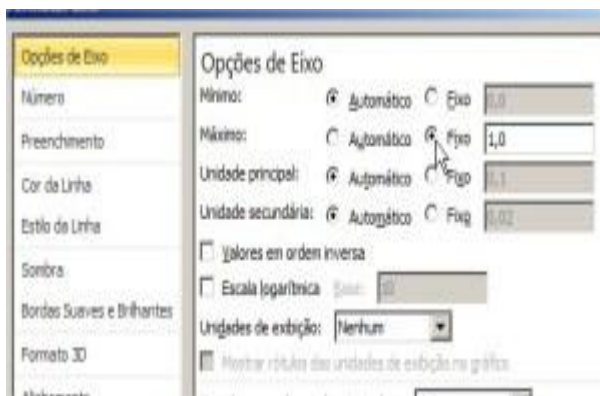 Opções de Eixo
Número
Preenchimento
Cor da Linha
Estilo da Linha
Sombra
Bordas Suaves e Brilhantes
Formato 3D
Alinhamento
Opções de Eixo
Mínimo: Automático Fixo 0,0
Máximo: Automático Fixo 1,0
Unidade principal: Automático Fixo 0,1
Unidade secundária: Automático Fixo 0,02
Valores em ordem inversa
Escala logarítmica Base: 10
Unidades de exibição: Nenhum
Mostrar rótulos das unidades de exibição no gráfico